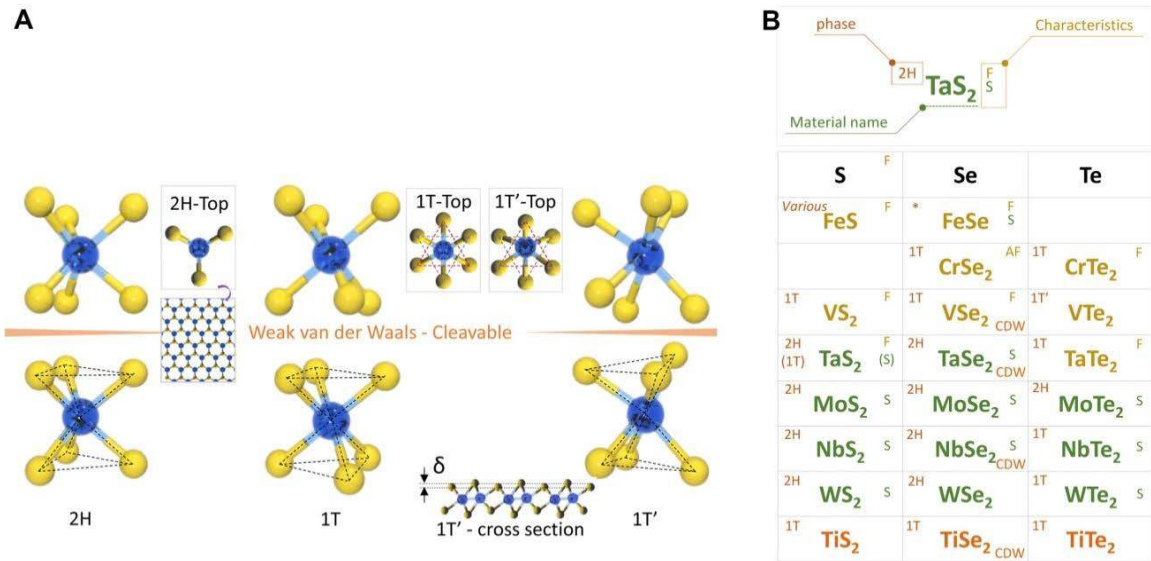 A
2H-Top
1T-Top
1T’-Top
Weak van der Waals - Cleavable
δ
2H
1T
1T’ - cross section
1T’
B
phase
Characteristics
2H
TaS₂
F
S
Material name
S F
Se
Te
Various FeS F
* FeSe F S
1T CrSe₂ AF
1T CrTe₂ F
1T VS₂ F
1T VSe₂ F CDW
1T’ VTe₂
2H (1T) TaS₂ F (S)
2H TaSe₂ S CDW
1T TaTe₂ F
2H MoS₂ S
2H MoSe₂ S
2H MoTe₂ S
2H NbS₂ S
2H NbSe₂ S CDW
1T NbTe₂ S
2H WS₂ S
2H WSe₂
1T WTe₂ S
1T TiS₂
1T TiSe₂ CDW
1T TiTe₂